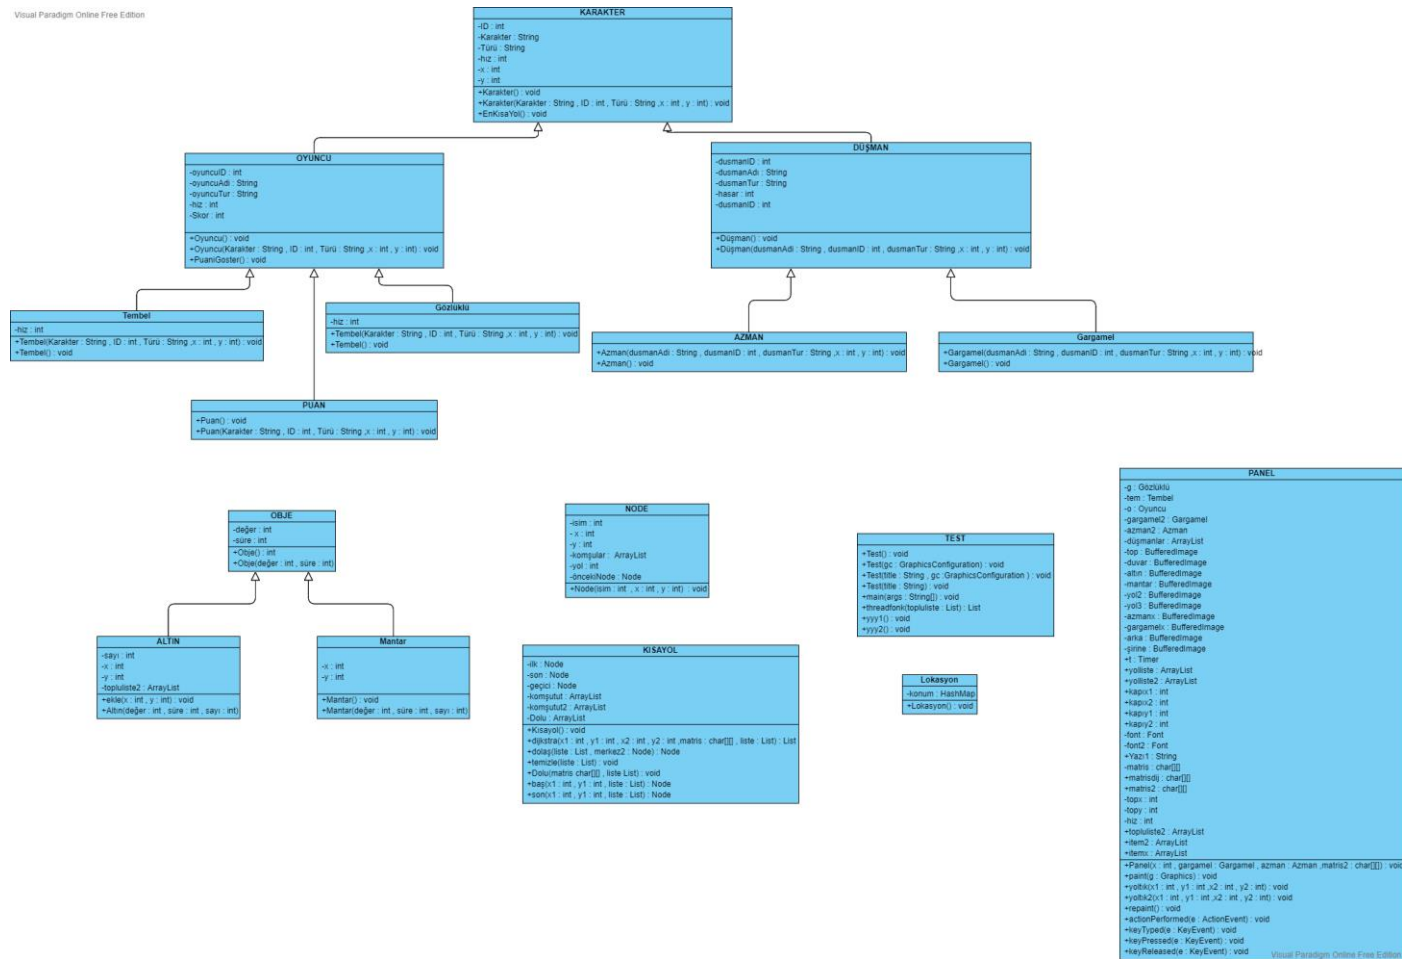 Visual Paradigm Online Free Edition
KARAKTER
-ID : int
-Karakter : String
-Türü : String
-hız : int
-x : int
-y : int
+Karakter() : void
+Karakter(Karakter : String , ID : int , Türü : String ,x : int , y : int) : void
+EnKısaYol() : void
OYUNCU
-oyuncuID : int
-oyuncuAdi : String
-oyuncuTur : String
-hiz : int
-Skor : int
+Oyuncu() : void
+Oyuncu(Karakter : String , ID : int , Türü : String ,x : int , y : int) : void
+PuaniGoster() : void
DÜŞMAN
-dusmanID : int
-dusmanAdi : String
-dusmanTur : String
-hasar : int
-dusmanID : int
+Düşman() : void
+Düşman(dusmanAdi : String , dusmanID : int , dusmanTur : String ,x : int , y : int) : void
Tembel
-hiz : int
+Tembel(Karakter : String , ID : int , Türü : String ,x : int , y : int) : void
+Tembel() : void
Gözlüklü
-hiz : int
+Tembel(Karakter : String , ID : int , Türü : String ,x : int , y : int) : void
+Tembel() : void
AZMAN
+Azman(dusmanAdi : String , dusmanID : int , dusmanTur : String ,x : int , y : int) : void
+Azman() : void
Gargamel
+Gargamel(dusmanAdi : String , dusmanID : int , dusmanTur : String ,x : int , y : int) : void
+Gargamel() : void
PUAN
+Puan() : void
+Puan(Karakter : String , ID : int , Türü : String ,x : int , y : int) : void
OBJE
-değer : int
-süre : int
+Obje() : int
+Obje(değer : int , süre : int)
ALTIN
-sayı : int
-x : int
-y : int
-topluliste2 : ArrayList
+ekle(x : int , y : int) : void
+Altın(değer : int , süre : int , sayı : int)
Mantar
-x : int
-y : int
+Mantar() : void
+Mantar(değer : int , süre : int , sayı : int)
NODE
-isim : int
- x : int
-y : int
-komşular : ArrayList
-yol : int
-öncekiNode : Node
+Node(isim : int , x : int , y : int) : void
KISAYOL
-ilk : Node
-son : Node
-geçici : Node
-komşutut : ArrayList
-komşutut2 : ArrayList
-Dolu : ArrayList
+Kısayol() : void
+dijkstra(x1 : int , y1 : int , x2 : int , y2 : int ,matris : char[][] , liste : List) : List
+dolaş(liste : List , merkez2 : Node) : Node
+temizle(liste : List) : void
+Dolu(matris char[][] , liste List) : void
+baş(x1 : int , y1 : int , liste : List) : Node
+son(x1 : int , y1 : int , liste : List) : Node
TEST
+Test() : void
+Test(gc : GraphicsConfiguration) : void
+Test(title : String , gc :GraphicsConfiguration ) : void
+Test(title : String) : void
+main(args : String[]) : void
+threadfonk(topluliste : List) : List
+yyy1() : void
+yyy2() : void
Lokasyon
-konum : HashMap
+Lokasyon() : void
PANEL
-g : Gözlüklü
-tem : Tembel
-o : Oyuncu
-gargamel2 : Gargamel
-azman2 : Azman
-düşmanlar : ArrayList
-top : BufferedImage
-duvar : BufferedImage
-altın : BufferedImage
-mantar : BufferedImage
-yol2 : BufferedImage
-yol3 : BufferedImage
-azmanx : BufferedImage
-gargamelx : BufferedImage
-arka : BufferedImage
-şirine : BufferedImage
+t : Timer
+yolliste : ArrayList
+yolliste2 : ArrayList
+kapıx1 : int
+kapıx2 : int
+kapıy1 : int
+kapıy2 : int
-font : Font
-font2 : Font
+Yazı1 : String
-matris : char[][]
+matrisdij : char[][]
+matris2 : char[][]
-topx : int
-topy : int
-hız : int
+topluliste2 : ArrayList
+item2 : ArrayList
+itemx : ArrayList
+Panel(x : int , gargamel : Gargamel , azman : Azman ,matris2 : char[][]) : void
+paint(g : Graphics) : void
+yoltık(x1 : int , y1 : int ,x2 : int , y2 : int) : void
+yoltık2(x1 : int , y1 : int ,x2 : int , y2 : int) : void
+repaint() : void
+actionPerformed(e : ActionEvent) : void
+keyTyped(e : KeyEvent) : void
+keyPressed(e : KeyEvent) : void
+keyReleased(e : KeyEvent) : void
Visual Paradigm Online Free Edition